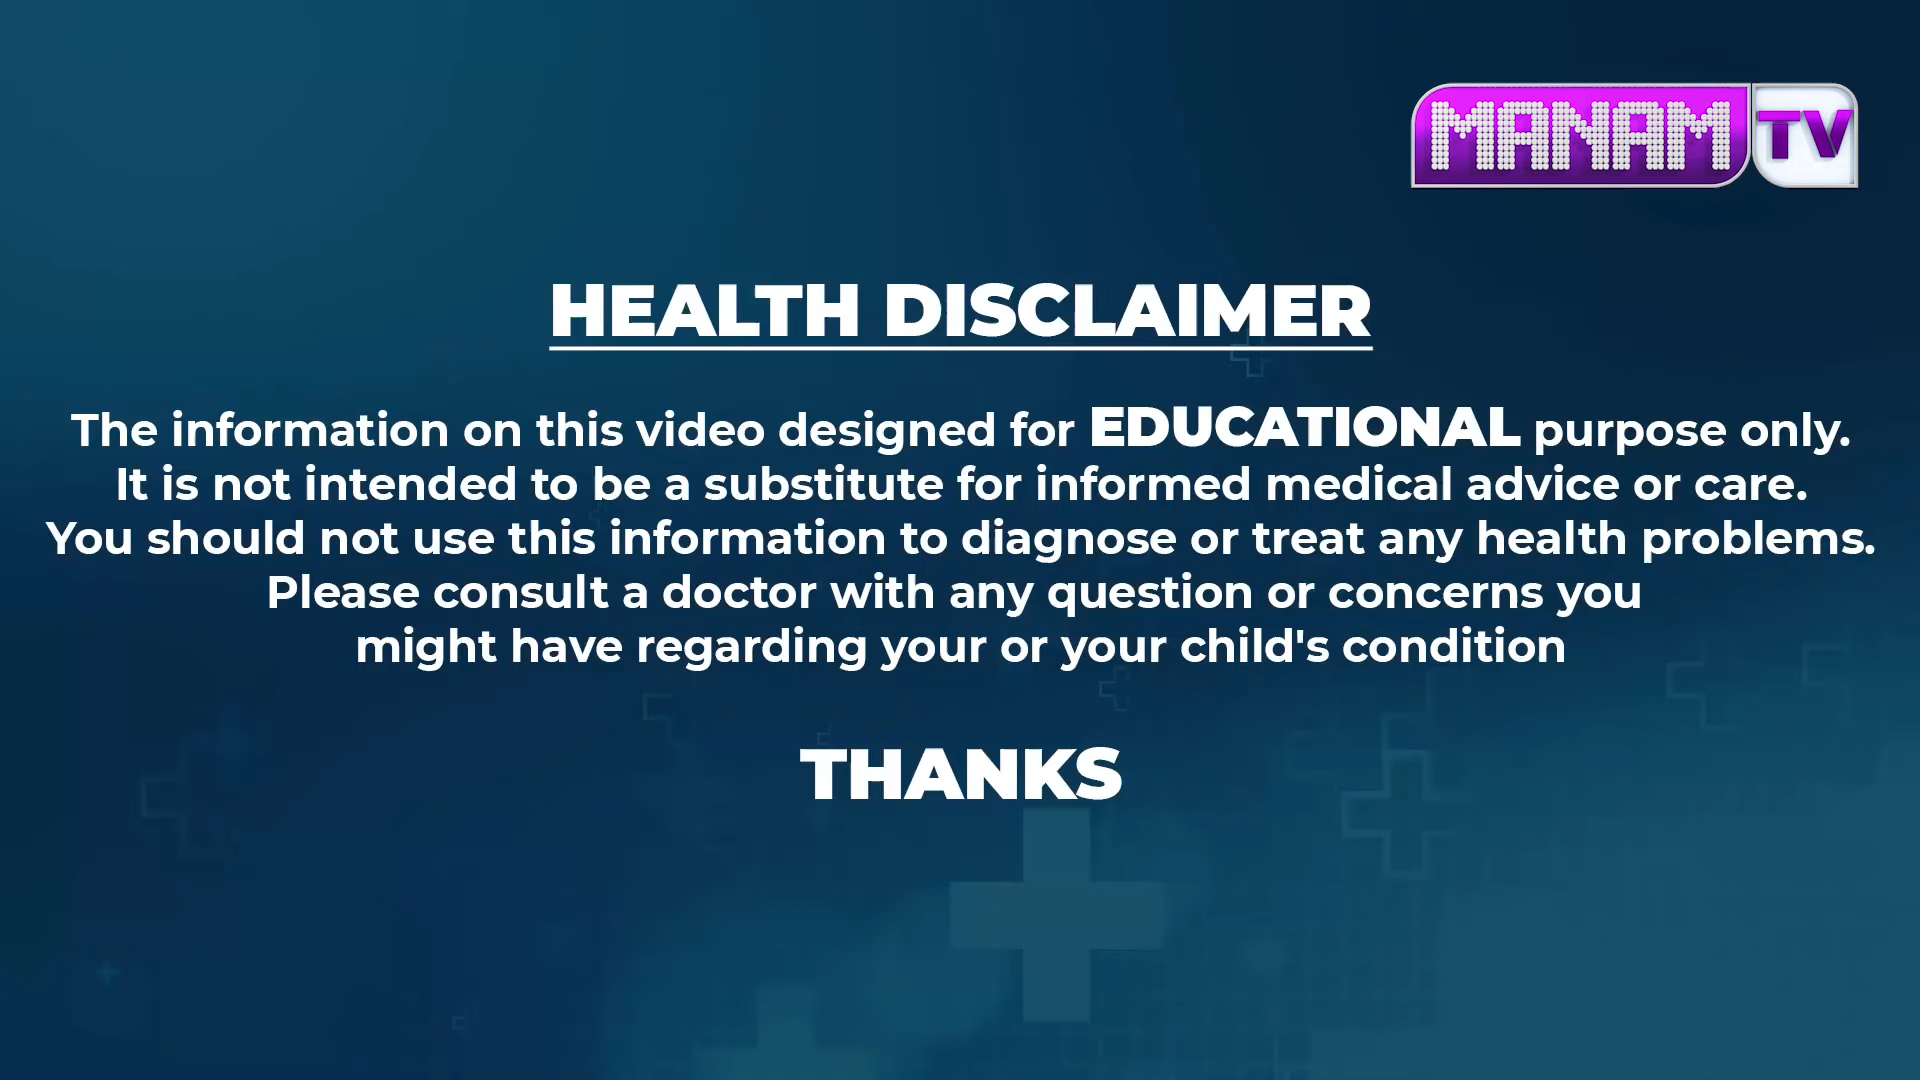 MANAM TV
HEALTH DISCLAIMER
The information on this video designed for EDUCATIONAL purpose only.
It is not intended to be a substitute for informed medical advice or care.
You should not use this information to diagnose or treat any health problems.
Please consult a doctor with any question or concerns you
might have regarding your or your child's condition
THANKS